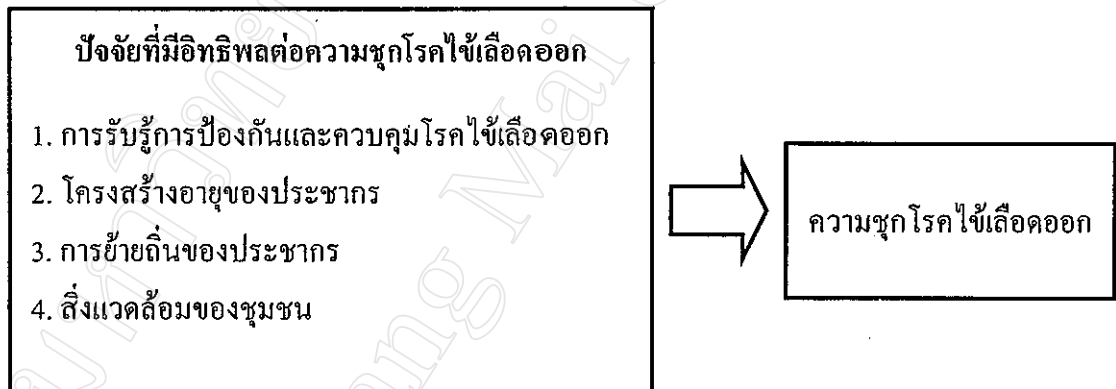 ปัจจัยที่มีอิทธิพลต่อความชุกโรคไข้เลือดออก
1. การรับรู้การป้องกันและควบคุมโรคไข้เลือดออก
2. โครงสร้างอายุของประชากร
3. การย้ายถิ่นของประชากร
4. สิ่งแวดล้อมของชุมชน
ความชุกโรคไข้เลือดออก